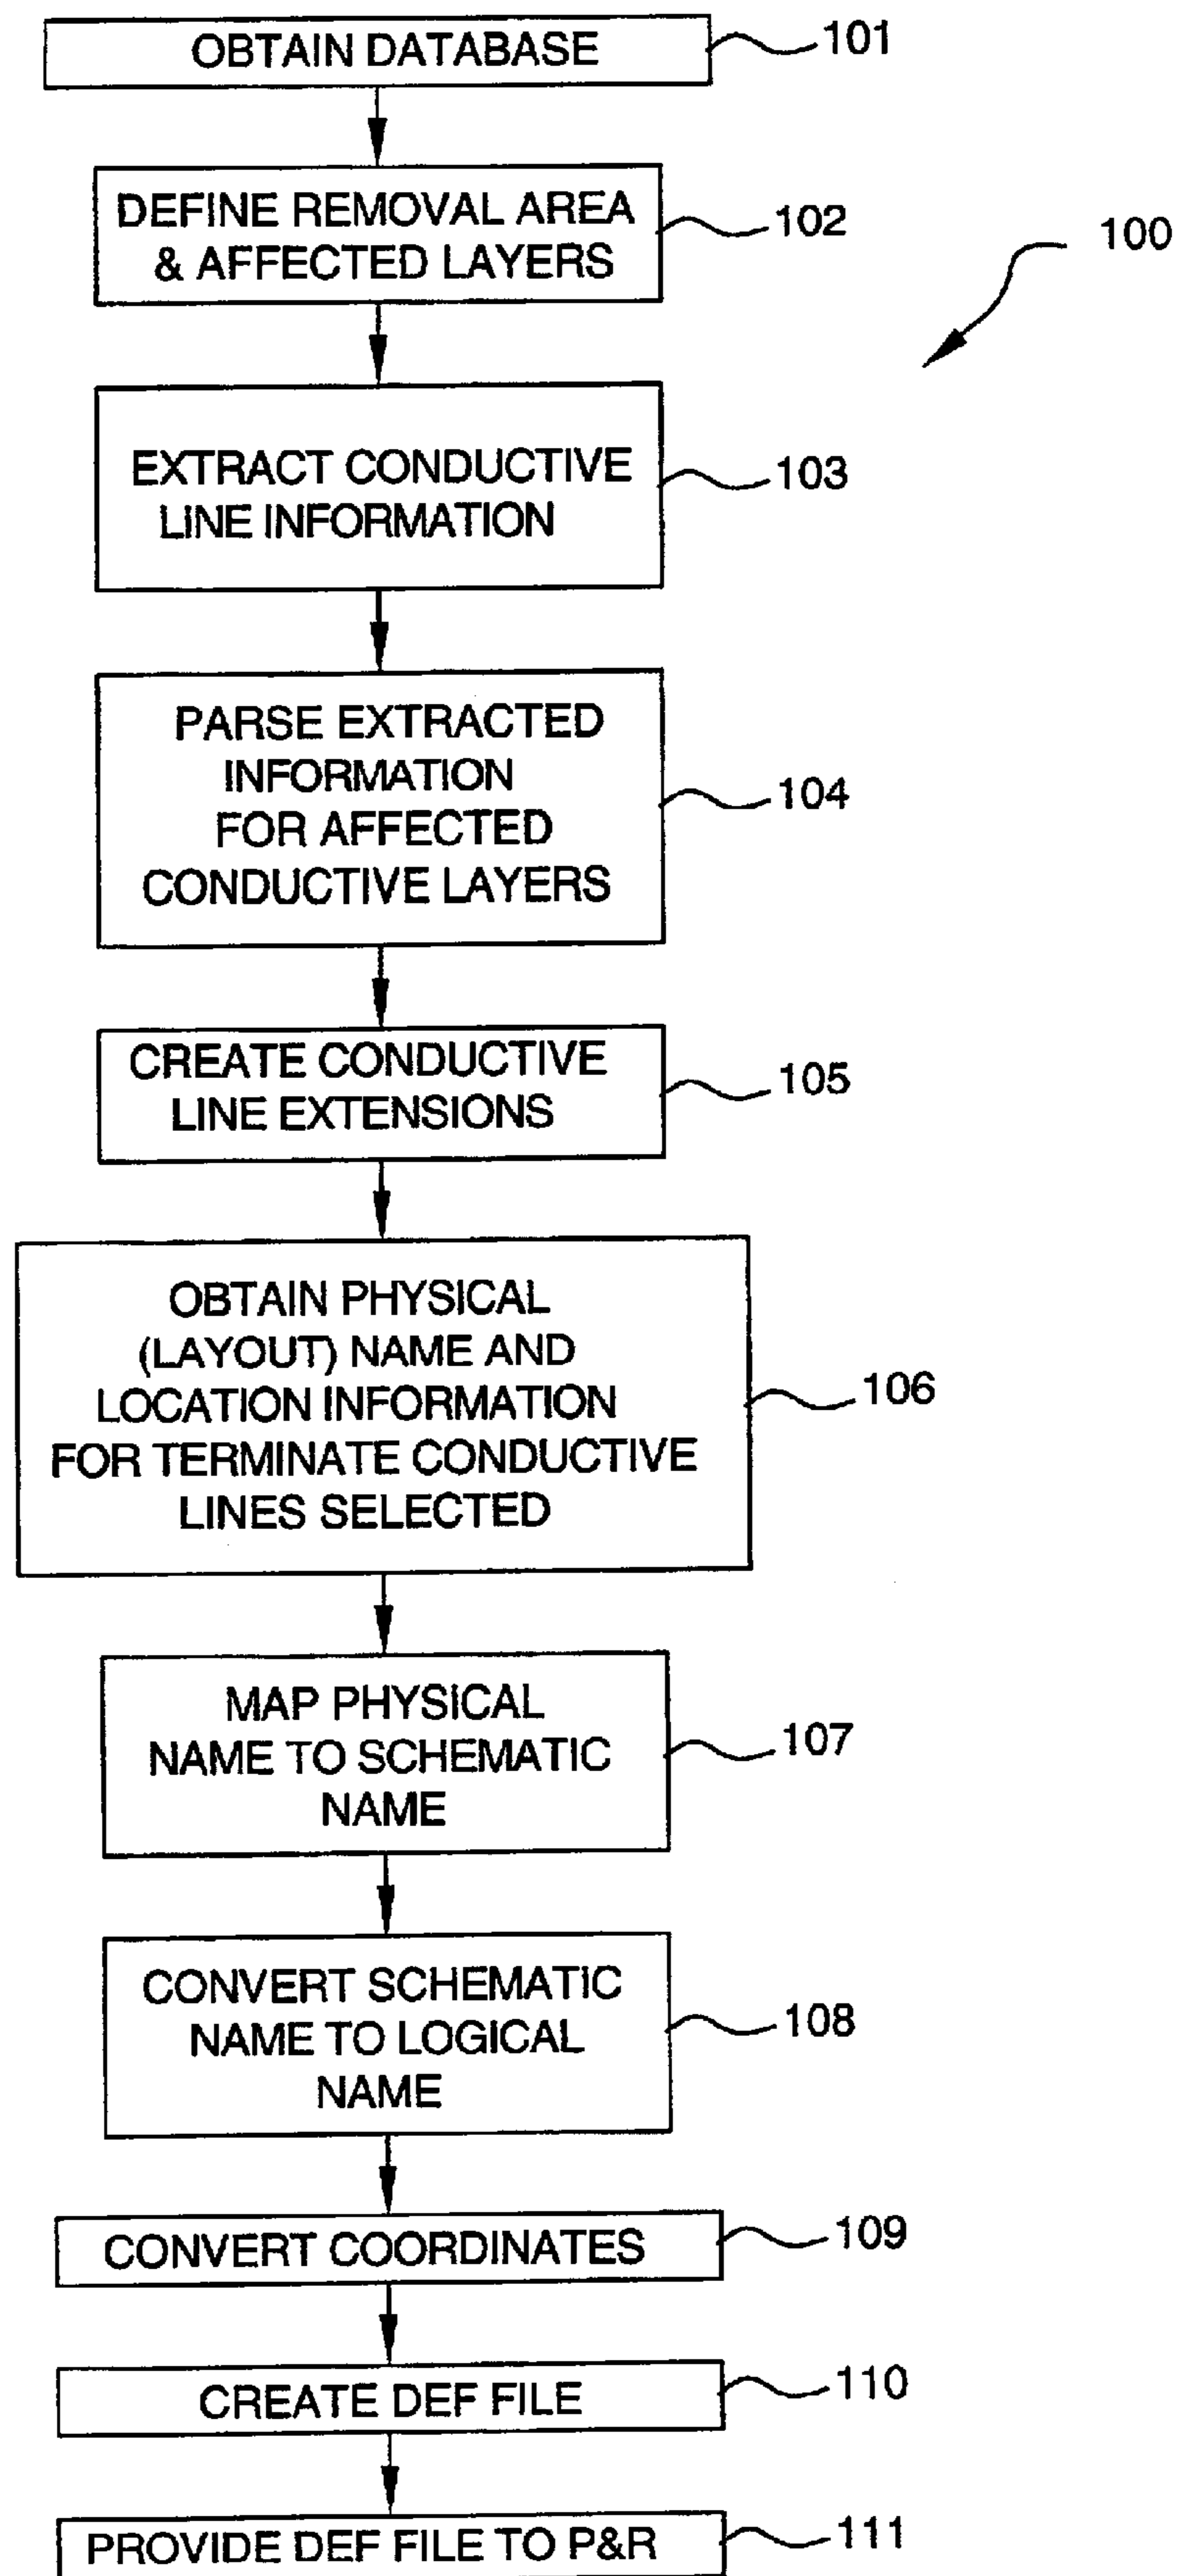 OBTAIN DATABASE
101
DEFINE REMOVAL AREA
& AFFECTED LAYERS
102
100
EXTRACT CONDUCTIVE
LINE INFORMATION
103
PARSE EXTRACTED
INFORMATION
FOR AFFECTED
CONDUCTIVE LAYERS
104
CREATE CONDUCTIVE
LINE EXTENSIONS
105
OBTAIN PHYSICAL
(LAYOUT) NAME AND
LOCATION INFORMATION
FOR TERMINATE CONDUCTIVE
LINES SELECTED
106
MAP PHYSICAL
NAME TO SCHEMATIC
NAME
107
CONVERT SCHEMATIC
NAME TO LOGICAL
NAME
108
CONVERT COORDINATES
109
CREATE DEF FILE
110
PROVIDE DEF FILE TO P&R
111